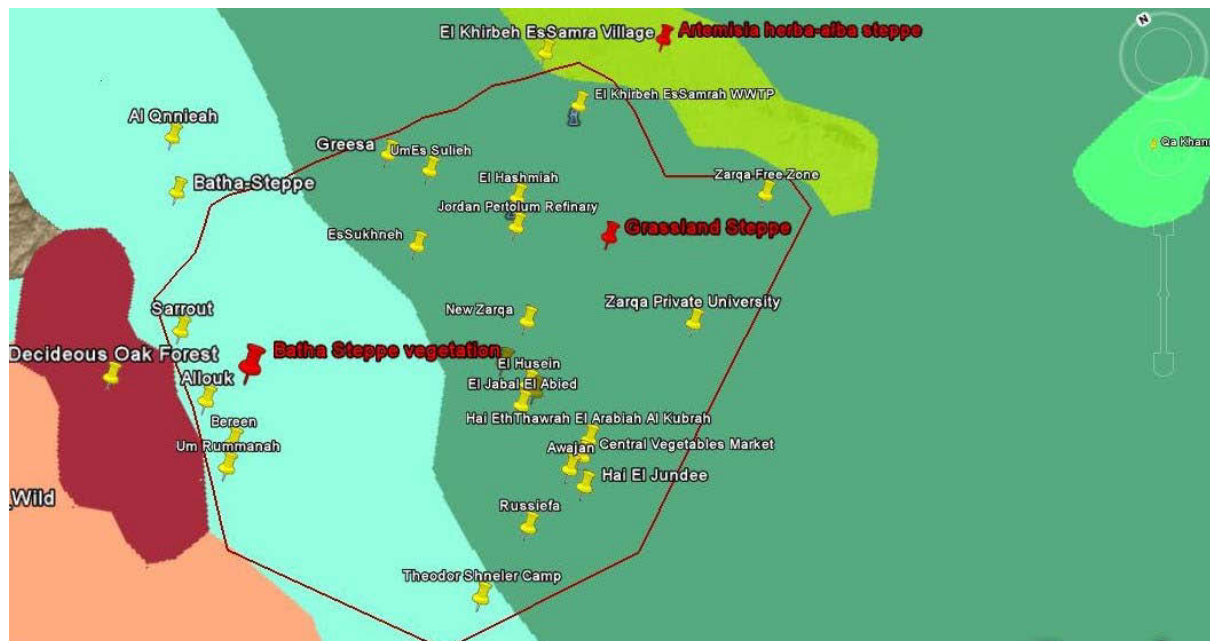 N
El Khirbeh EsSamra Village
Artemisia herba-alba steppe
El Khirbeh EsSamrah WWTP
Al Qnnieah
Greesa
UmEs Sulieh
Qa Khann
Batha-Steppe
El Hashmiah
Zarqa Free Zone
Jordan Pertolum Refinary
Grassland Steppe
EsSukhneh
Sarrout
New Zarqa
Zarqa Private University
Decideous Oak Forest
Batha Steppe vegetation
El Husein
Allouk
El Jabal El Abied
Bereen
Hai EthThawrah El Arabiah Al Kubrah
Um Rummanah
Awajan
Central Vegetables Market
Hai El Jundee
Wild
Russiefa
Theodor Shneler Camp